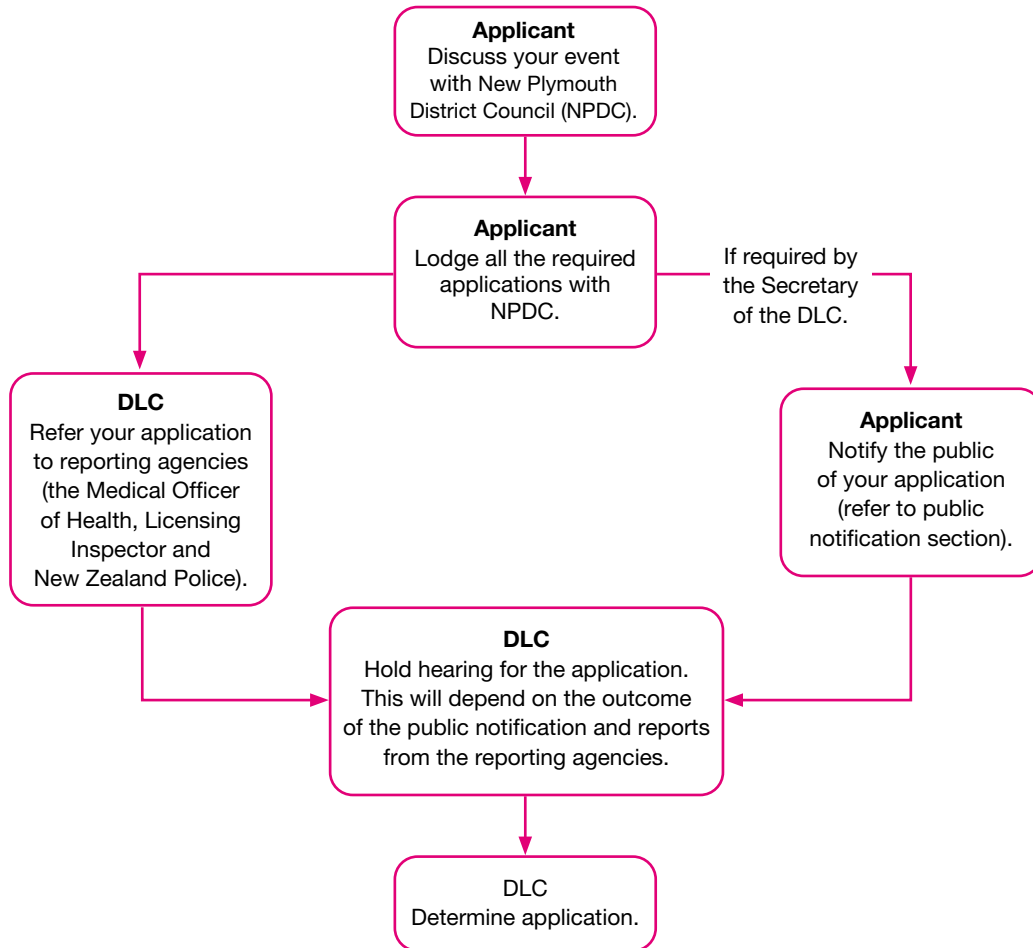 Applicant
Discuss your event
with New Plymouth
District Council (NPDC).
Applicant
Lodge all the required
applications with
NPDC.
If required by
the Secretary
of the DLC.
DLC
Refer your application
to reporting agencies
(the Medical Officer
of Health, Licensing
Inspector and
New Zealand Police).
Applicant
Notify the public
of your application
(refer to public
notification section).
DLC
Hold hearing for the application.
This will depend on the outcome
of the public notification and reports
from the reporting agencies.
DLC
Determine application.